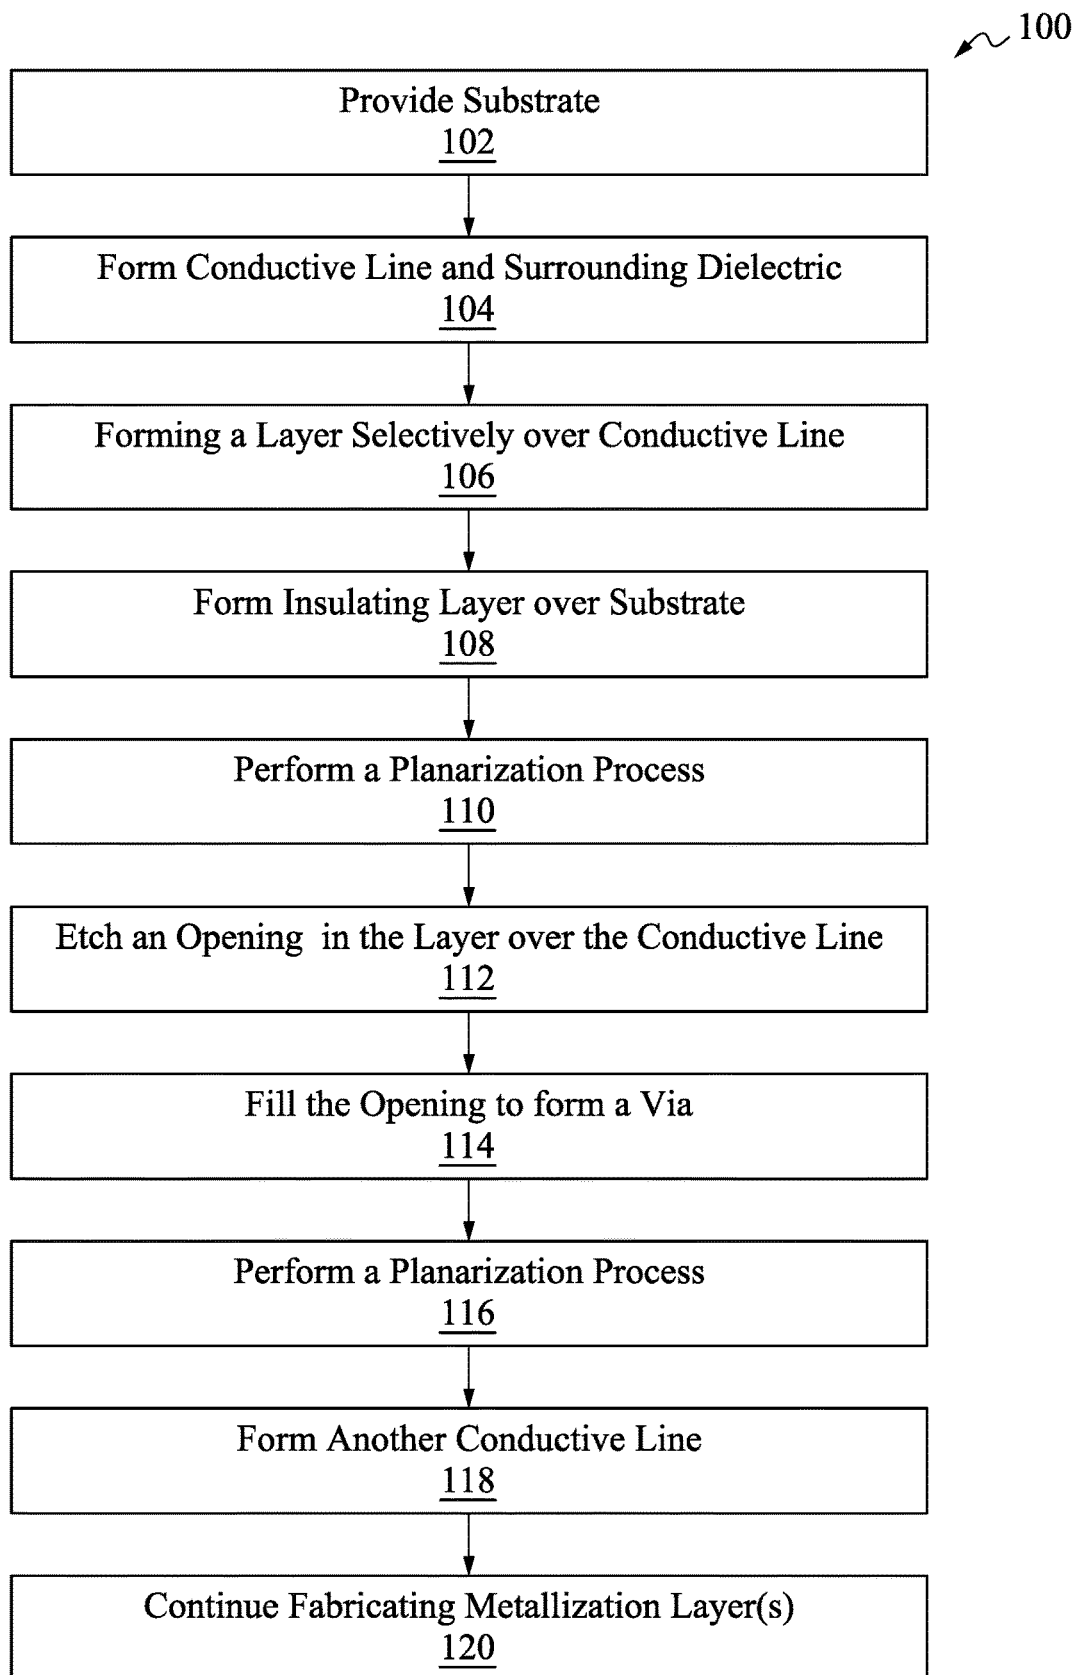 100
Provide Substrate
102
Form Conductive Line and Surrounding Dielectric
104
Forming a Layer Selectively over Conductive Line
106
Form Insulating Layer over Substrate
108
Perform a Planarization Process
110
Etch an Opening in the Layer over the Conductive Line
112
Fill the Opening to form a Via
114
Perform a Planarization Process
116
Form Another Conductive Line
118
Continue Fabricating Metallization Layer(s)
120